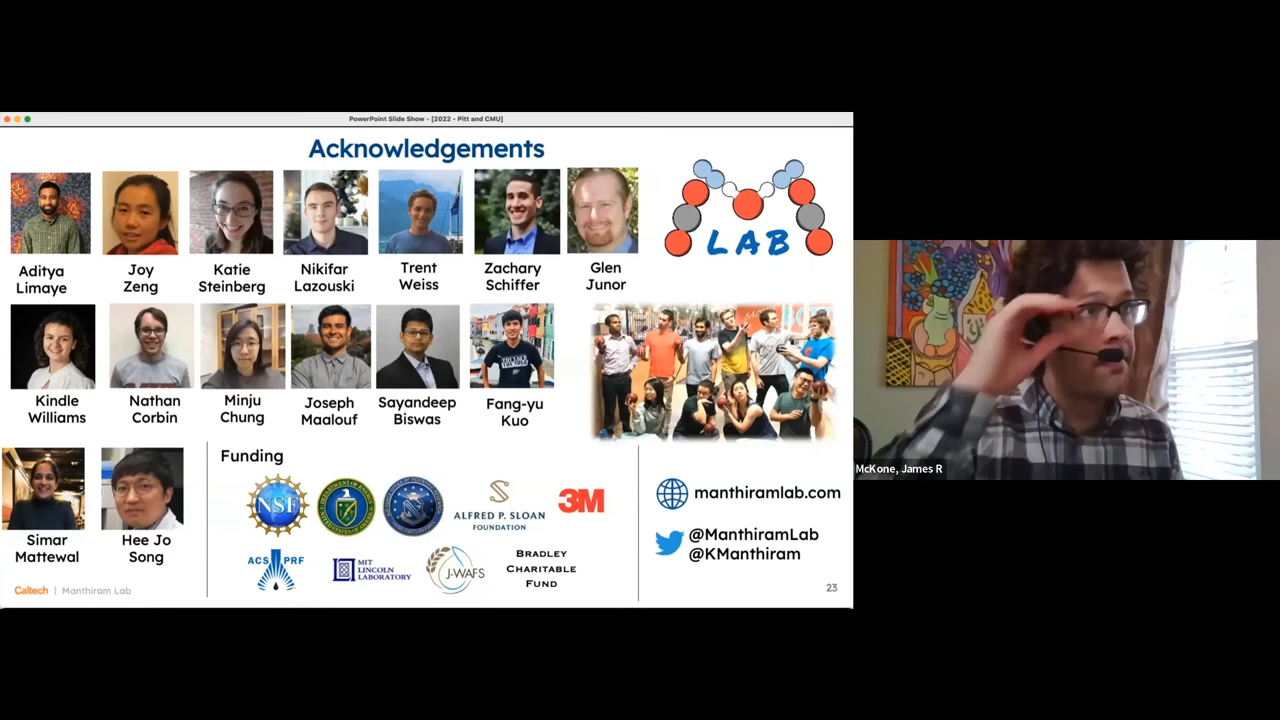 PowerPoint Slide Show - [2022 - Pitt and CMU]
Acknowledgements
LAB
Aditya
Limaye
Joy
Zeng
Katie
Steinberg
Nikifar
Lazouski
Trent
Weiss
Zachary
Schiffer
Glen
Junor
Kindle
Williams
Nathan
Corbin
Minju
Chung
Joseph
Maalouf
Sayandeep
Biswas
Fang-yu
Kuo
Simar
Mattewal
Hee Jo
Song
Funding
NSF
ALFRED P. SLOAN
FOUNDATION
3M
ACS PRF
MIT
LINCOLN
LABORATORY
J-WAFS
BRADLEY
CHARITABLE
FUND
manthiramlab.com
@ManthiramLab
@KManthiram
Caltech | Manthiram Lab
23
McKone, James R